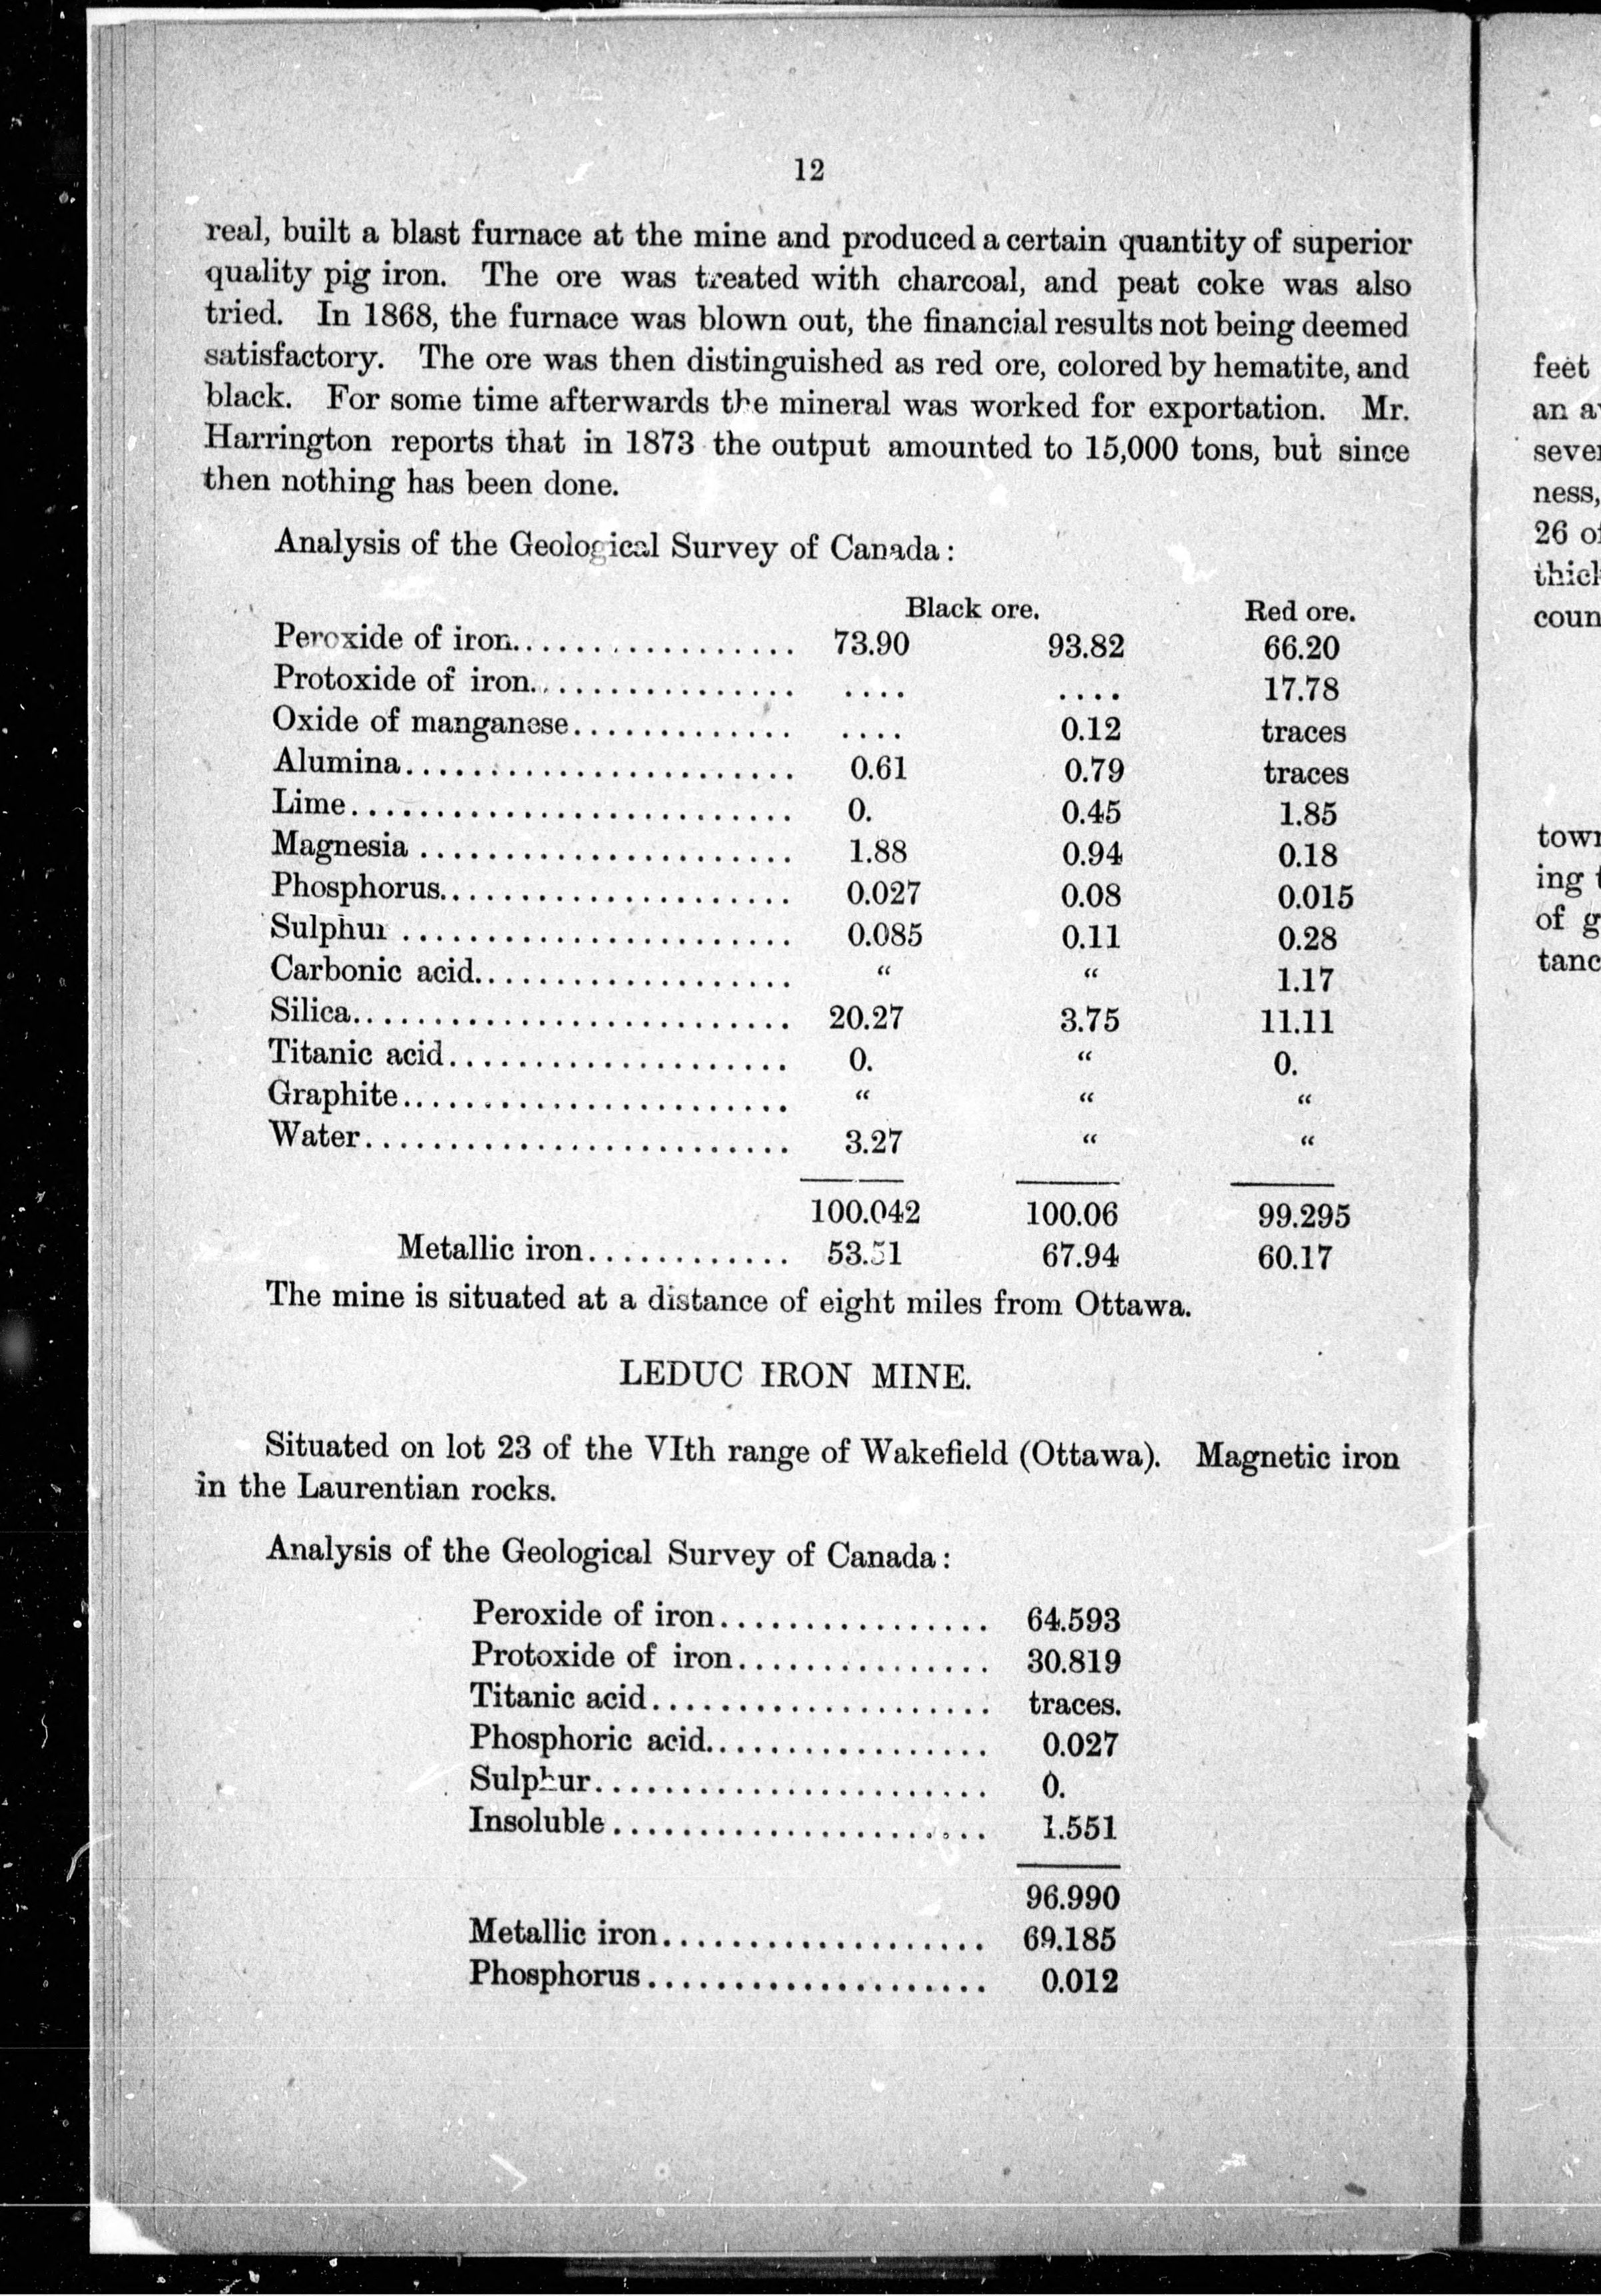 12
real, built a blast furnace at the mine and produced a certain quantity of superior
quality pig iron. The ore was treated with charcoal, and peat coke was also
tried. In 1868, the furnace was blown out, the financial results not being deemed
satisfactory. The ore was then distinguished as red ore, colored by hematite, and
black. For some time afterwards the mineral was worked for exportation. Mr.
Harrington reports that in 1873 the output amounted to 15,000 tons, but since
then nothing has been done.
Analysis of the Geological Survey of Canada:
Black ore. Red ore.
Peroxide of iron................. 73.90 93.82 66.20
Protoxide of iron................ .... .... 17.78
Oxide of manganese............. .... 0.12 traces
Alumina....................... 0.61 0.79 traces
Lime.......................... 0. 0.45 1.85
Magnesia ...................... 1.88 0.94 0.18
Phosphorus..................... 0.027 0.08 0.015
Sulphur ....................... 0.085 0.11 0.28
Carbonic acid................... “ “ 1.17
Silica.......................... 20.27 3.75 11.11
Titanic acid.................... 0. “ 0.
Graphite....................... “ “ “
Water......................... 3.27 “ “
100.042 100.06 99.295
Metallic iron............ 53.51 67.94 60.17
The mine is situated at a distance of eight miles from Ottawa.
LEDUC IRON MINE.
Situated on lot 23 of the VIth range of Wakefield (Ottawa). Magnetic iron
in the Laurentian rocks.
Analysis of the Geological Survey of Canada:
Peroxide of iron................ 64.593
Protoxide of iron............... 30.819
Titanic acid.................... traces.
Phosphoric acid................. 0.027
Sulphur....................... 0.
Insoluble ...................... 1.551
96.990
Metallic iron................... 69.185
Phosphorus .................... 0.012
feet
an
ness,
26
coun
ing
of
tanc